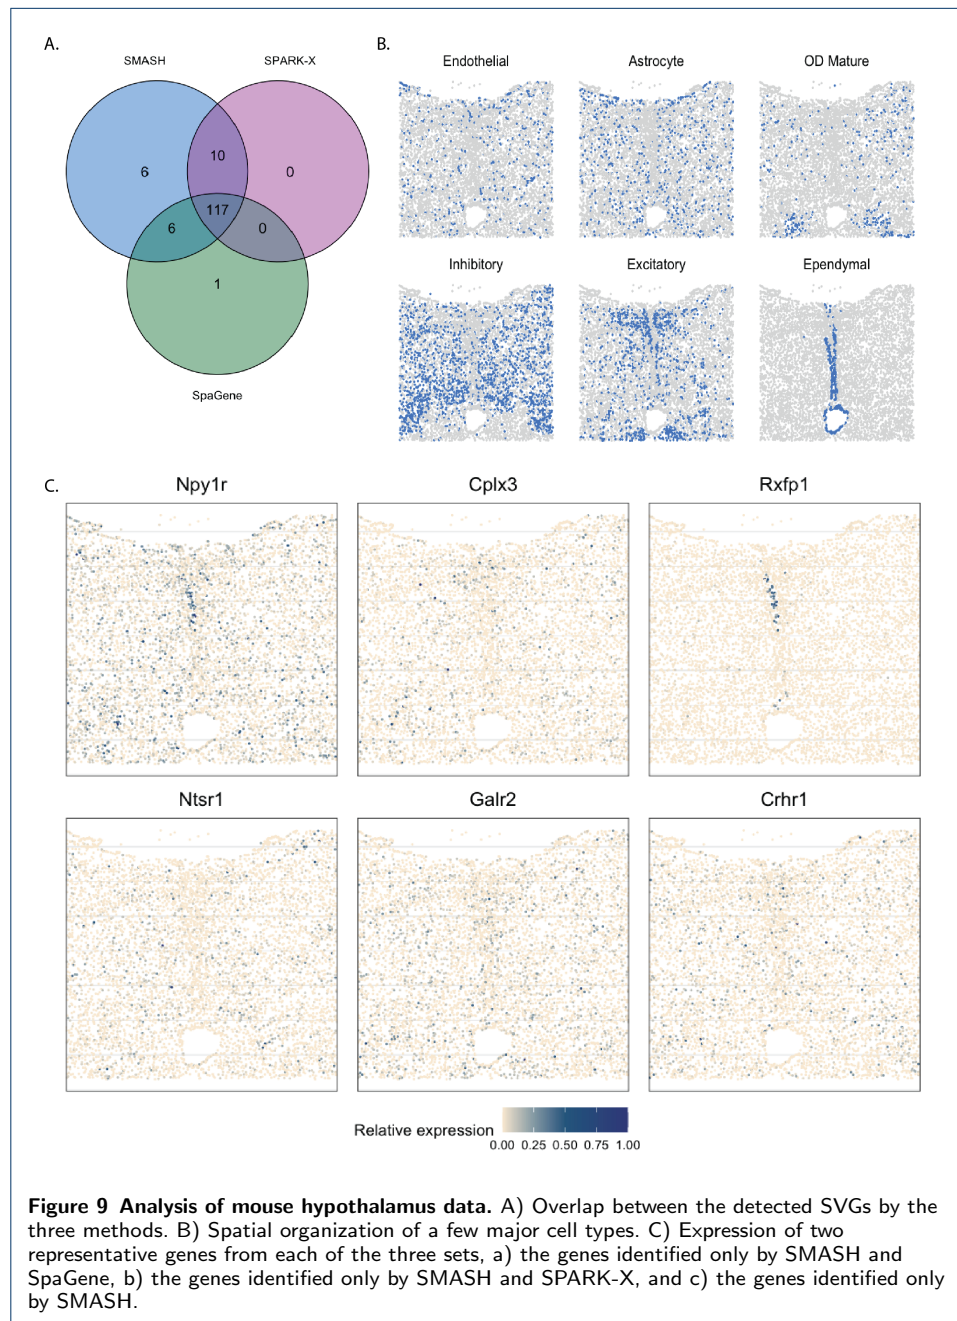 A.
B.
SMASH
SPARK-X
6
10
0
117
6
0
1
SpaGene
Endothelial
Astrocyte
OD Mature
Inhibitory
Excitatory
Ependymal
C.
Npy1r
Cplx3
Rxfp1
Ntsr1
Galr2
Crhr1
Relative expression
0.00 0.25 0.50 0.75 1.00
Figure 9 Analysis of mouse hypothalamus data. A) Overlap between the detected SVGs by the
three methods. B) Spatial organization of a few major cell types. C) Expression of two
representative genes from each of the three sets, a) the genes identified only by SMASH and
SpaGene, b) the genes identified only by SMASH and SPARK-X, and c) the genes identified only
by SMASH.